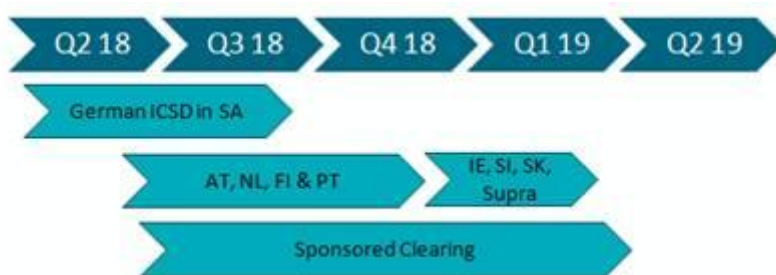 Q2 18 Q3 18 Q4 18 Q1 19 Q2 19
German ICSD in SA
AT, NL, FI & PT
IE, SI, SK,
Supra
Sponsored Clearing